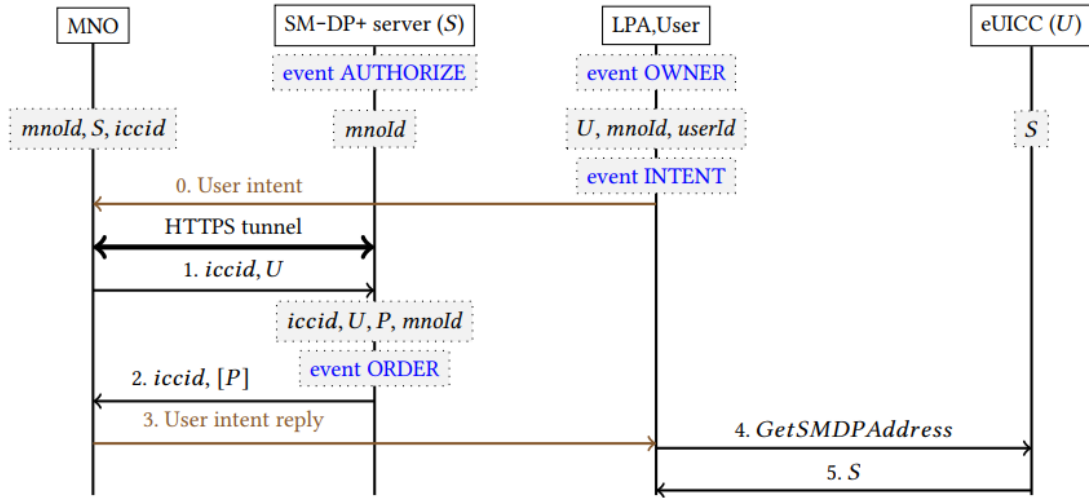 MNO
SM-DP+ server (S)
LPA,User
eUICC (U)
event AUTHORIZE
event OWNER
mnoId, S, iccid
mnoId
U, mnoId, userId
S
event INTENT
0. User intent
HTTPS tunnel
1. iccid, U
iccid, U, P, mnoId
event ORDER
2. iccid, [P]
3. User intent reply
4. GetSMDPAddress
5. S